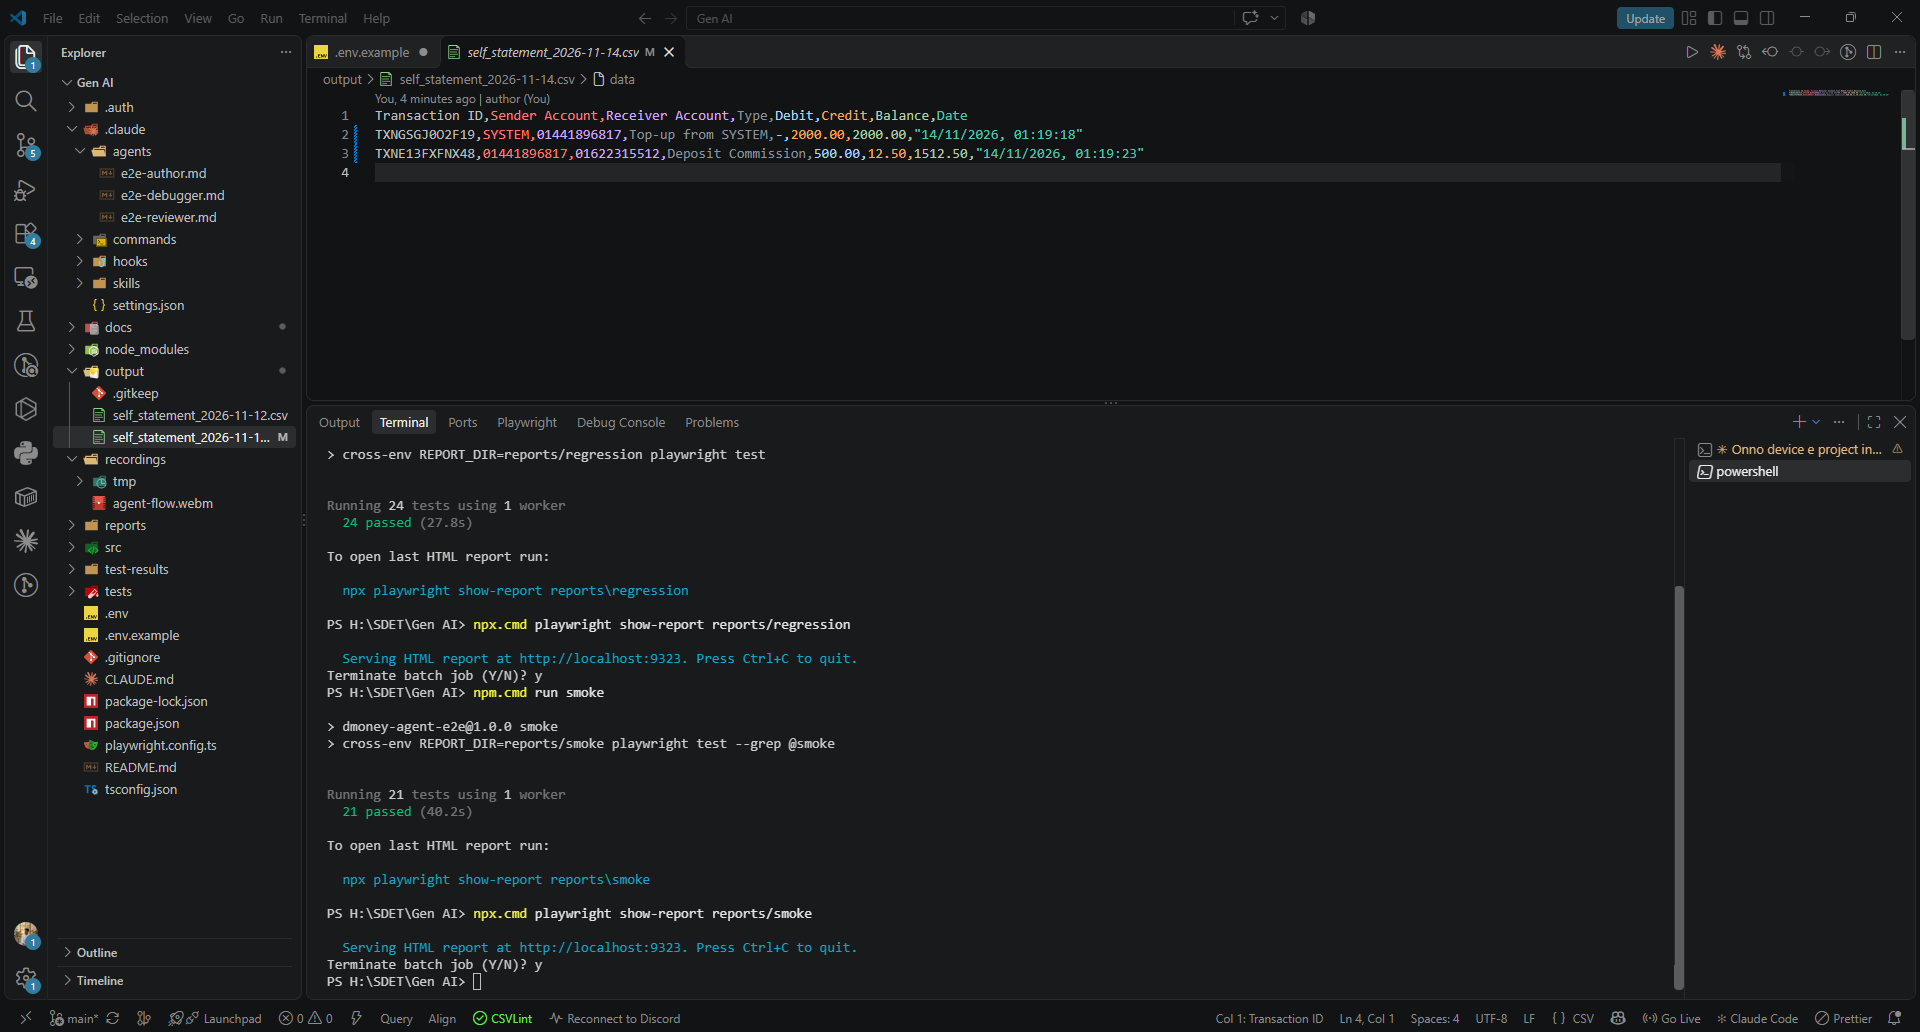 File Edit Selection View Go Run Terminal Help
Gen AI
Update
Explorer
Gen AI
.auth
.claude
agents
e2e-author.md
e2e-debugger.md
e2e-reviewer.md
commands
hooks
skills
settings.json
docs
node_modules
output
.gitkeep
self_statement_2026-11-12.csv
self_statement_2026-11-1... M
recordings
tmp
agent-flow.webm
reports
src
test-results
tests
.env
.env.example
.gitignore
CLAUDE.md
package-lock.json
package.json
playwright.config.ts
README.md
tsconfig.json
Outline
Timeline
1
5
4
1
1
.env.example
self_statement_2026-11-14.csv M
output > self_statement_2026-11-14.csv > data
You, 4 minutes ago | author (You)
1 Transaction ID,Sender Account,Receiver Account,Type,Debit,Credit,Balance,Date
2 TXNGSGJ0O2F19,SYSTEM,01441896817,Top-up from SYSTEM,-,2000.00,2000.00,"14/11/2026, 01:19:18"
3 TXNE13FXFNX48,01441896817,01622315512,Deposit Commission,500.00,12.50,1512.50,"14/11/2026, 01:19:23"
4
Output Terminal Ports Playwright Debug Console Problems
> cross-env REPORT_DIR=reports/regression playwright test
Running 24 tests using 1 worker
24 passed (27.8s)
To open last HTML report run:
npx playwright show-report reports\regression
PS H:\SDET\Gen AI> npx.cmd playwright show-report reports/regression
Serving HTML report at http://localhost:9323. Press Ctrl+C to quit.
Terminate batch job (Y/N)? y
PS H:\SDET\Gen AI> npm.cmd run smoke
> dmoney-agent-e2e@1.0.0 smoke
> cross-env REPORT_DIR=reports/smoke playwright test --grep @smoke
Running 21 tests using 1 worker
21 passed (40.2s)
To open last HTML report run:
npx playwright show-report reports\smoke
PS H:\SDET\Gen AI> npx.cmd playwright show-report reports/smoke
Serving HTML report at http://localhost:9323. Press Ctrl+C to quit.
Terminate batch job (Y/N)? y
PS H:\SDET\Gen AI>
Onno device e project in...
powershell
main* Launchpad 0 0 Query Align CSVLint Reconnect to Discord Col 1: Transaction ID Ln 4, Col 1 Spaces: 4 UTF-8 LF { } CSV Go Live Claude Code Prettier